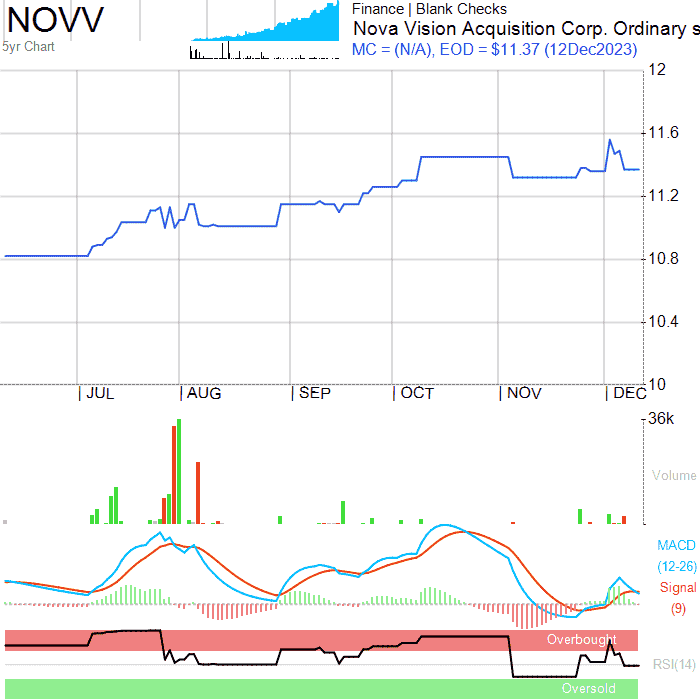 NOVV
5yr Chart
Finance | Blank Checks
Nova Vision Acquisition Corp. Ordinary s
MC = (N/A), EOD = $11.37 (12Dec2023)
12
11.6
11.2
10.8
10.4
10
| JUL | AUG | SEP | OCT | NOV | DEC
36k
Volume
MACD
(12-26)
Signal
(9)
Overbought
RSI(14)
Oversold